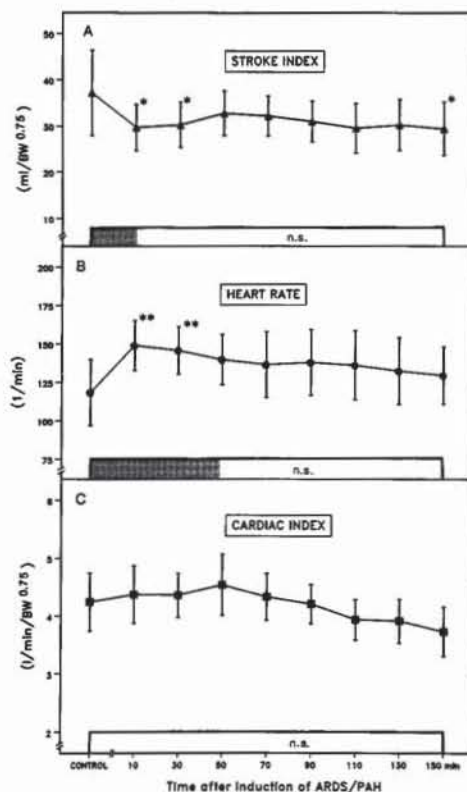 A
STROKE INDEX
50
40
30
20
10
(ml/BW 0.75)
* * *
n.s.
B
HEART RATE
200
175
150
125
100
75
(1/min)
** **
n.s.
C
CARDIAC INDEX
6
5
4
3
2
(l/min/BW 0.75)
n.s.
CONTROL 10 30 50 70 90 110 130 150 min
Time after induction of ARDS/PAH